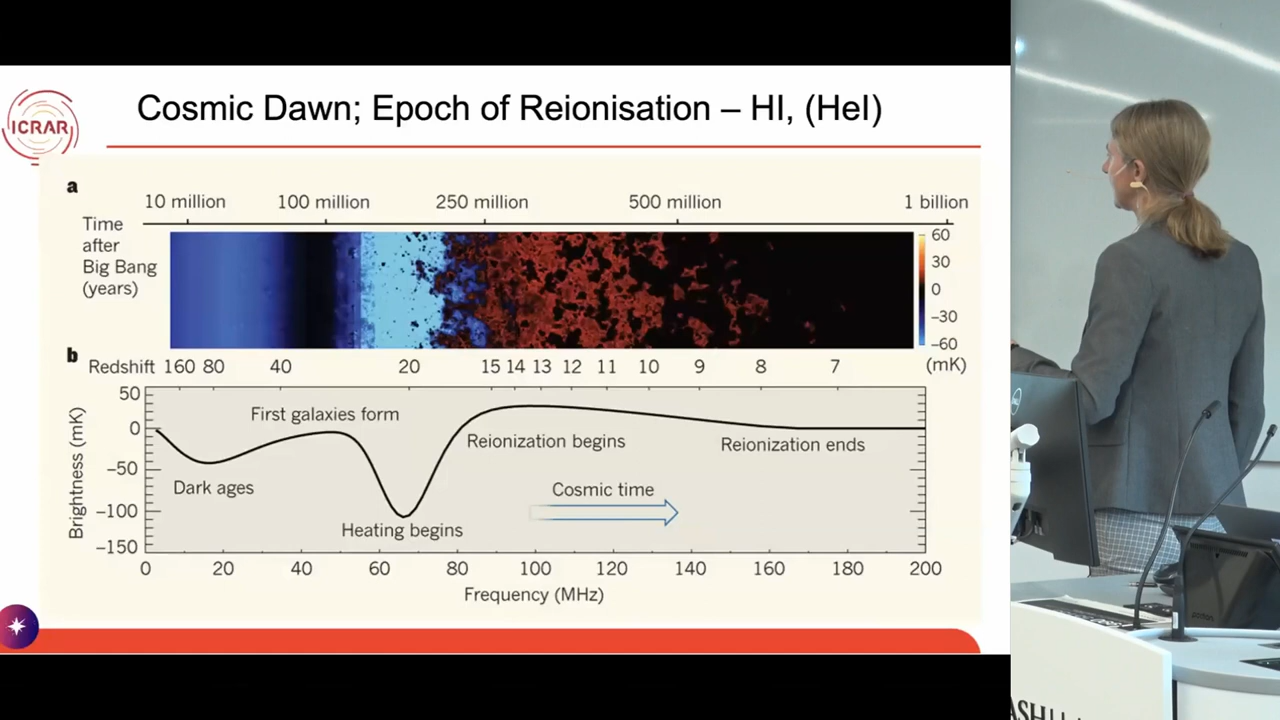 Cosmic Dawn; Epoch of Reionisation – HI, (HeI)
ICRAR
a
10 million 100 million 250 million 500 million 1 billion
Time
after
Big Bang
(years)
60
30
0
–30
–60
(mK)
b
Redshift 160 80 40 20 15 14 13 12 11 10 9 8 7
50
0
–50
–100
–150
Brightness (mK)
First galaxies form
Dark ages
Heating begins
Reionization begins
Reionization ends
Cosmic time
0 20 40 60 80 100 120 140 160 180 200
Frequency (MHz)